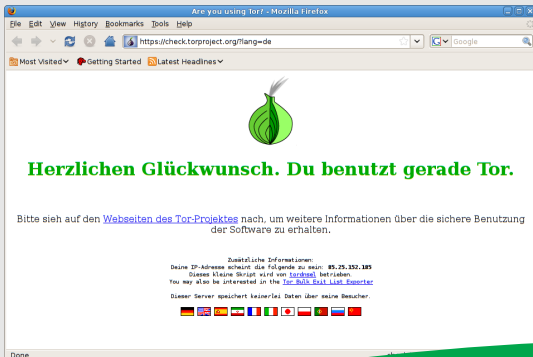 Are you using Tor? - Mozilla Firefox
File Edit View History Bookmarks Tools Help
https://check.torproject.org/?lang=de
Google
Most Visited Getting Started Latest Headlines
Herzlichen Glückwunsch. Du benutzt gerade Tor.
Bitte sieh auf den Webseiten des Tor-Projektes nach, um weitere Informationen über die sichere Benutzung
der Software zu erhalten.
Zusätzliche Informationen:
Deine IP-Adresse scheint die folgende zu sein: 85.25.152.185
Dieses kleine Skript wird von tordnsel betrieben.
You may also be interested in the Tor Bulk Exit List Exporter
Dieser Server speichert keinerlei Daten über seine Besucher.
Done